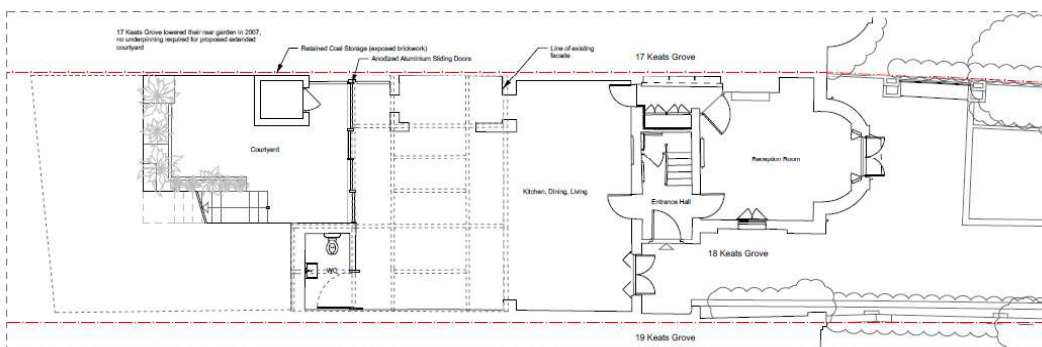 17 Keats Grove lowered their rear garden in 2007,
no underpinning required for proposed extended
courtyard
Retained Coal Storage (exposed brickwork)
Anodized Aluminium Sliding Doors
Line of existing
facade
17 Keats Grove
Courtyard
Reception Room
Kitchen, Dining, Living
Entrance Hall
WC
18 Keats Grove
19 Keats Grove